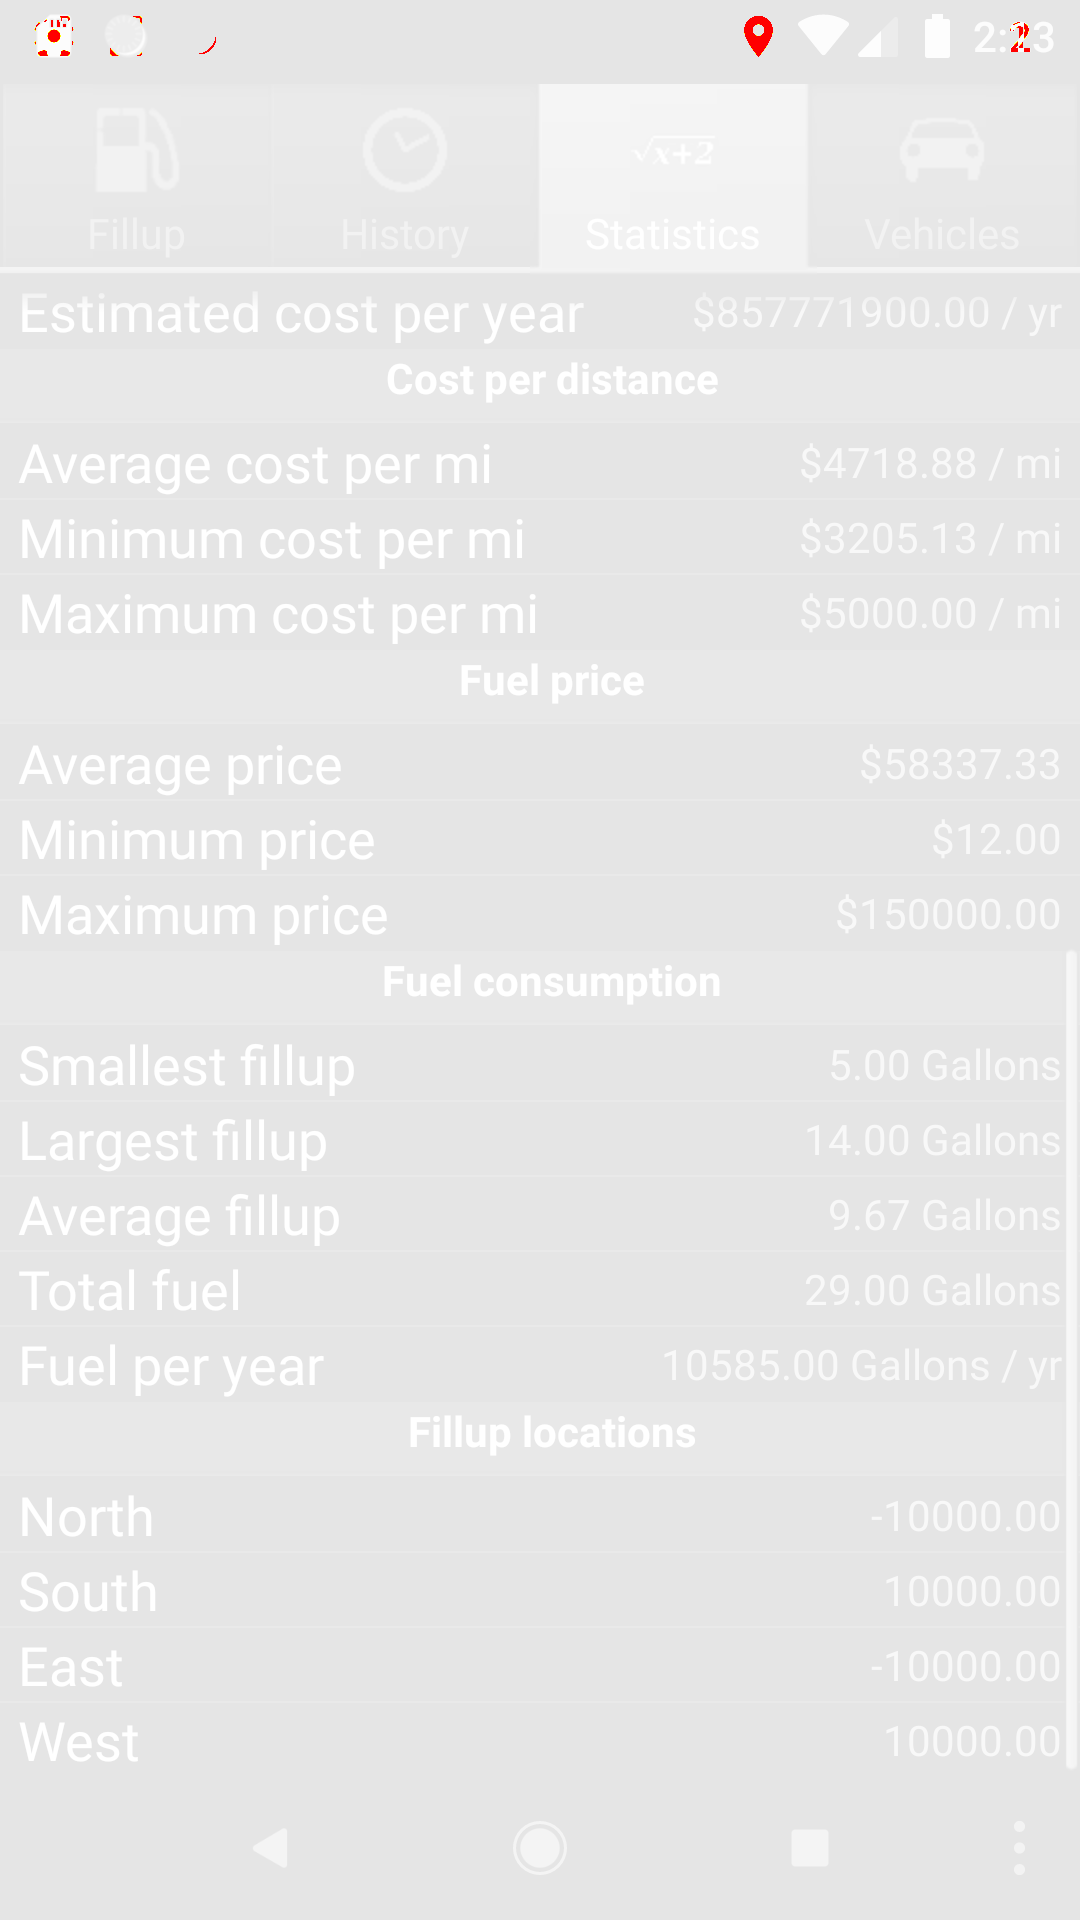 Fillup
History
√x+2
Statistics
Vehicles
Estimated cost per year $857771900.00 / yr
Cost per distance
Average cost per mi $4718.88 / mi
Minimum cost per mi $3205.13 / mi
Maximum cost per mi $5000.00 / mi
Fuel price
Average price $58337.33
Minimum price $12.00
Maximum price $150000.00
Fuel consumption
Smallest fillup 5.00 Gallons
Largest fillup 14.00 Gallons
Average fillup 9.67 Gallons
Total fuel 29.00 Gallons
Fuel per year 10585.00 Gallons / yr
Fillup locations
North -10000.00
South 10000.00
East -10000.00
West 10000.00